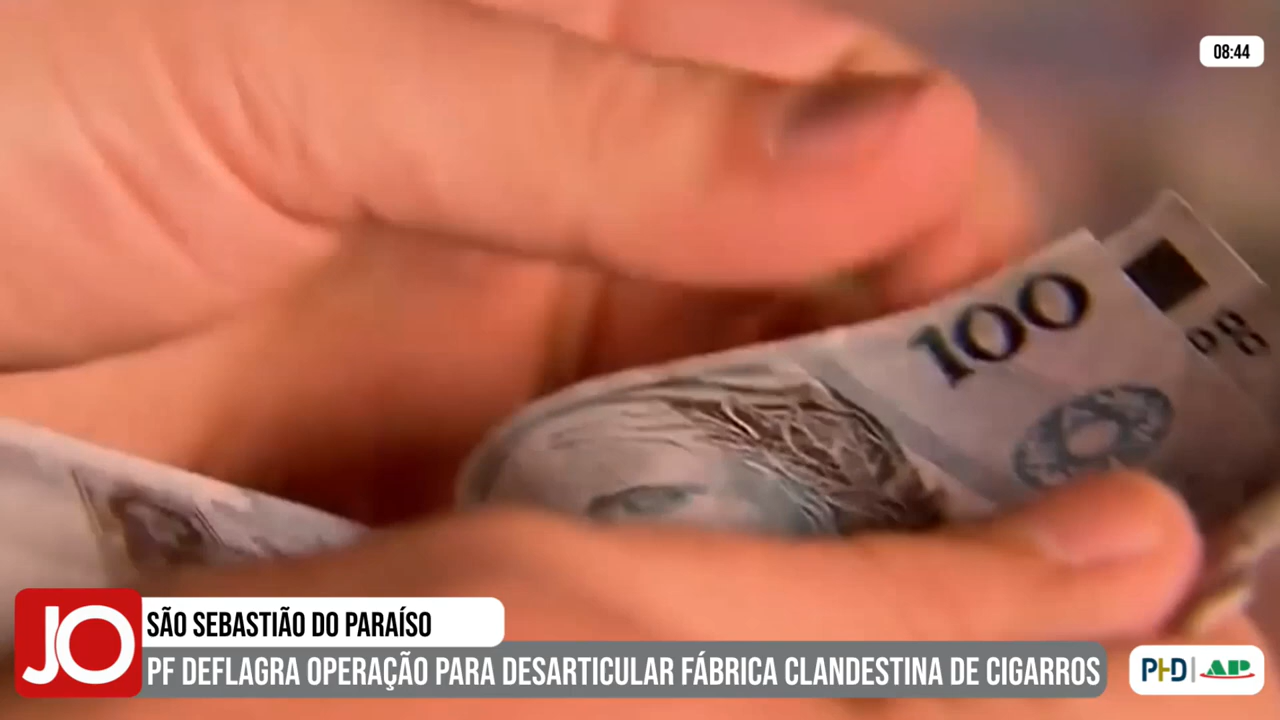 08:44
100
JO
SÃO SEBASTIÃO DO PARAÍSO
PF DEFLAGRA OPERAÇÃO PARA DESARTICULAR FÁBRICA CLANDESTINA DE CIGARROS
PHD | AP